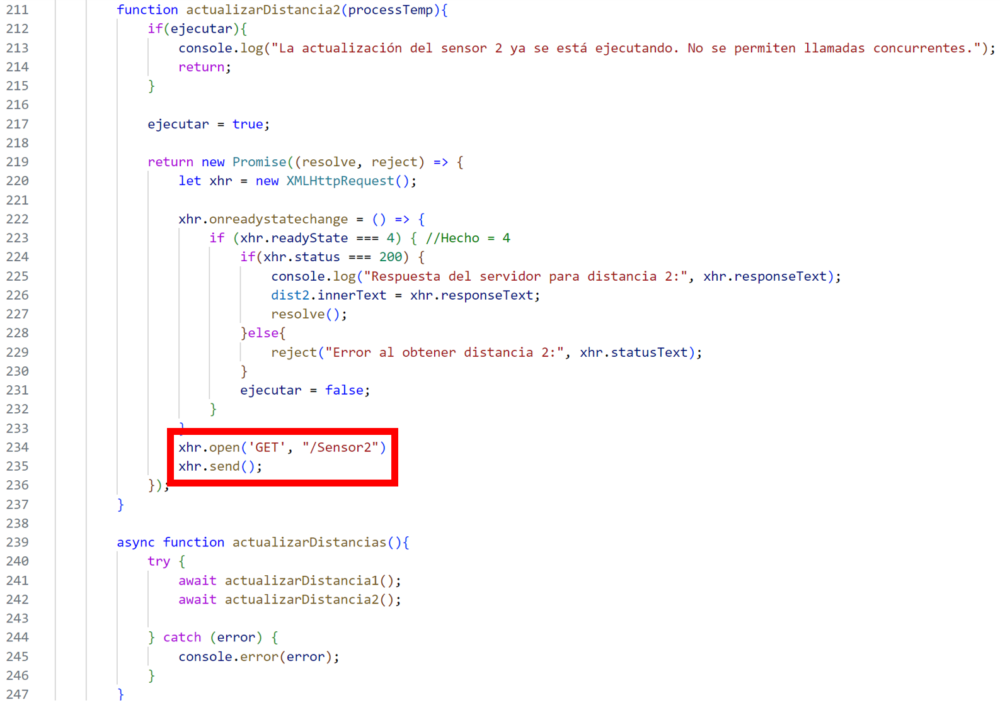 211 function actualizarDistancia2(processTemp){
212 if(ejecutar){
213 console.log("La actualización del sensor 2 ya se está ejecutando. No se permiten llamadas concurrentes.");
214 return;
215 }
216
217 ejecutar = true;
218
219 return new Promise((resolve, reject) => {
220 let xhr = new XMLHttpRequest();
221
222 xhr.onreadystatechange = () => {
223 if (xhr.readyState === 4) { //Hecho = 4
224 if(xhr.status === 200) {
225 console.log("Respuesta del servidor para distancia 2:", xhr.responseText);
226 dist2.innerText = xhr.responseText;
227 resolve();
228 }else{
229 reject("Error al obtener distancia 2:", xhr.statusText);
230 }
231 ejecutar = false;
232 }
233 }
234 xhr.open('GET', "/Sensor2")
235 xhr.send();
236 });
237 }
238
239 async function actualizarDistancias(){
240 try {
241 await actualizarDistancia1();
242 await actualizarDistancia2();
243
244 } catch (error) {
245 console.error(error);
246 }
247 }